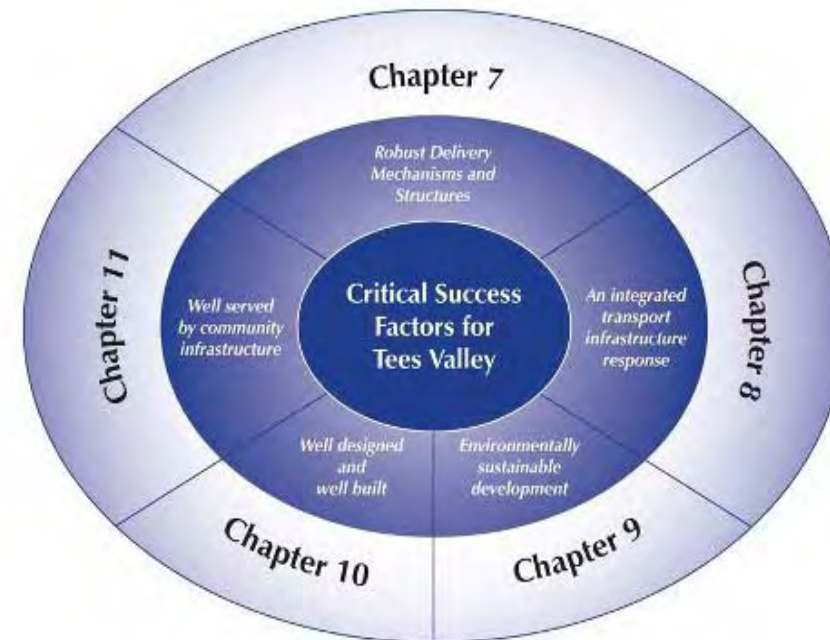 Chapter 7
Robust Delivery
Mechanisms and
Structures
Chapter 11
Well served
by community
infrastructure
Critical Success
Factors for
Tees Valley
An integrated
transport
infrastructure
response
Chapter 8
Well designed
and
well built
Environmentally
sustainable
development
Chapter 10
Chapter 9